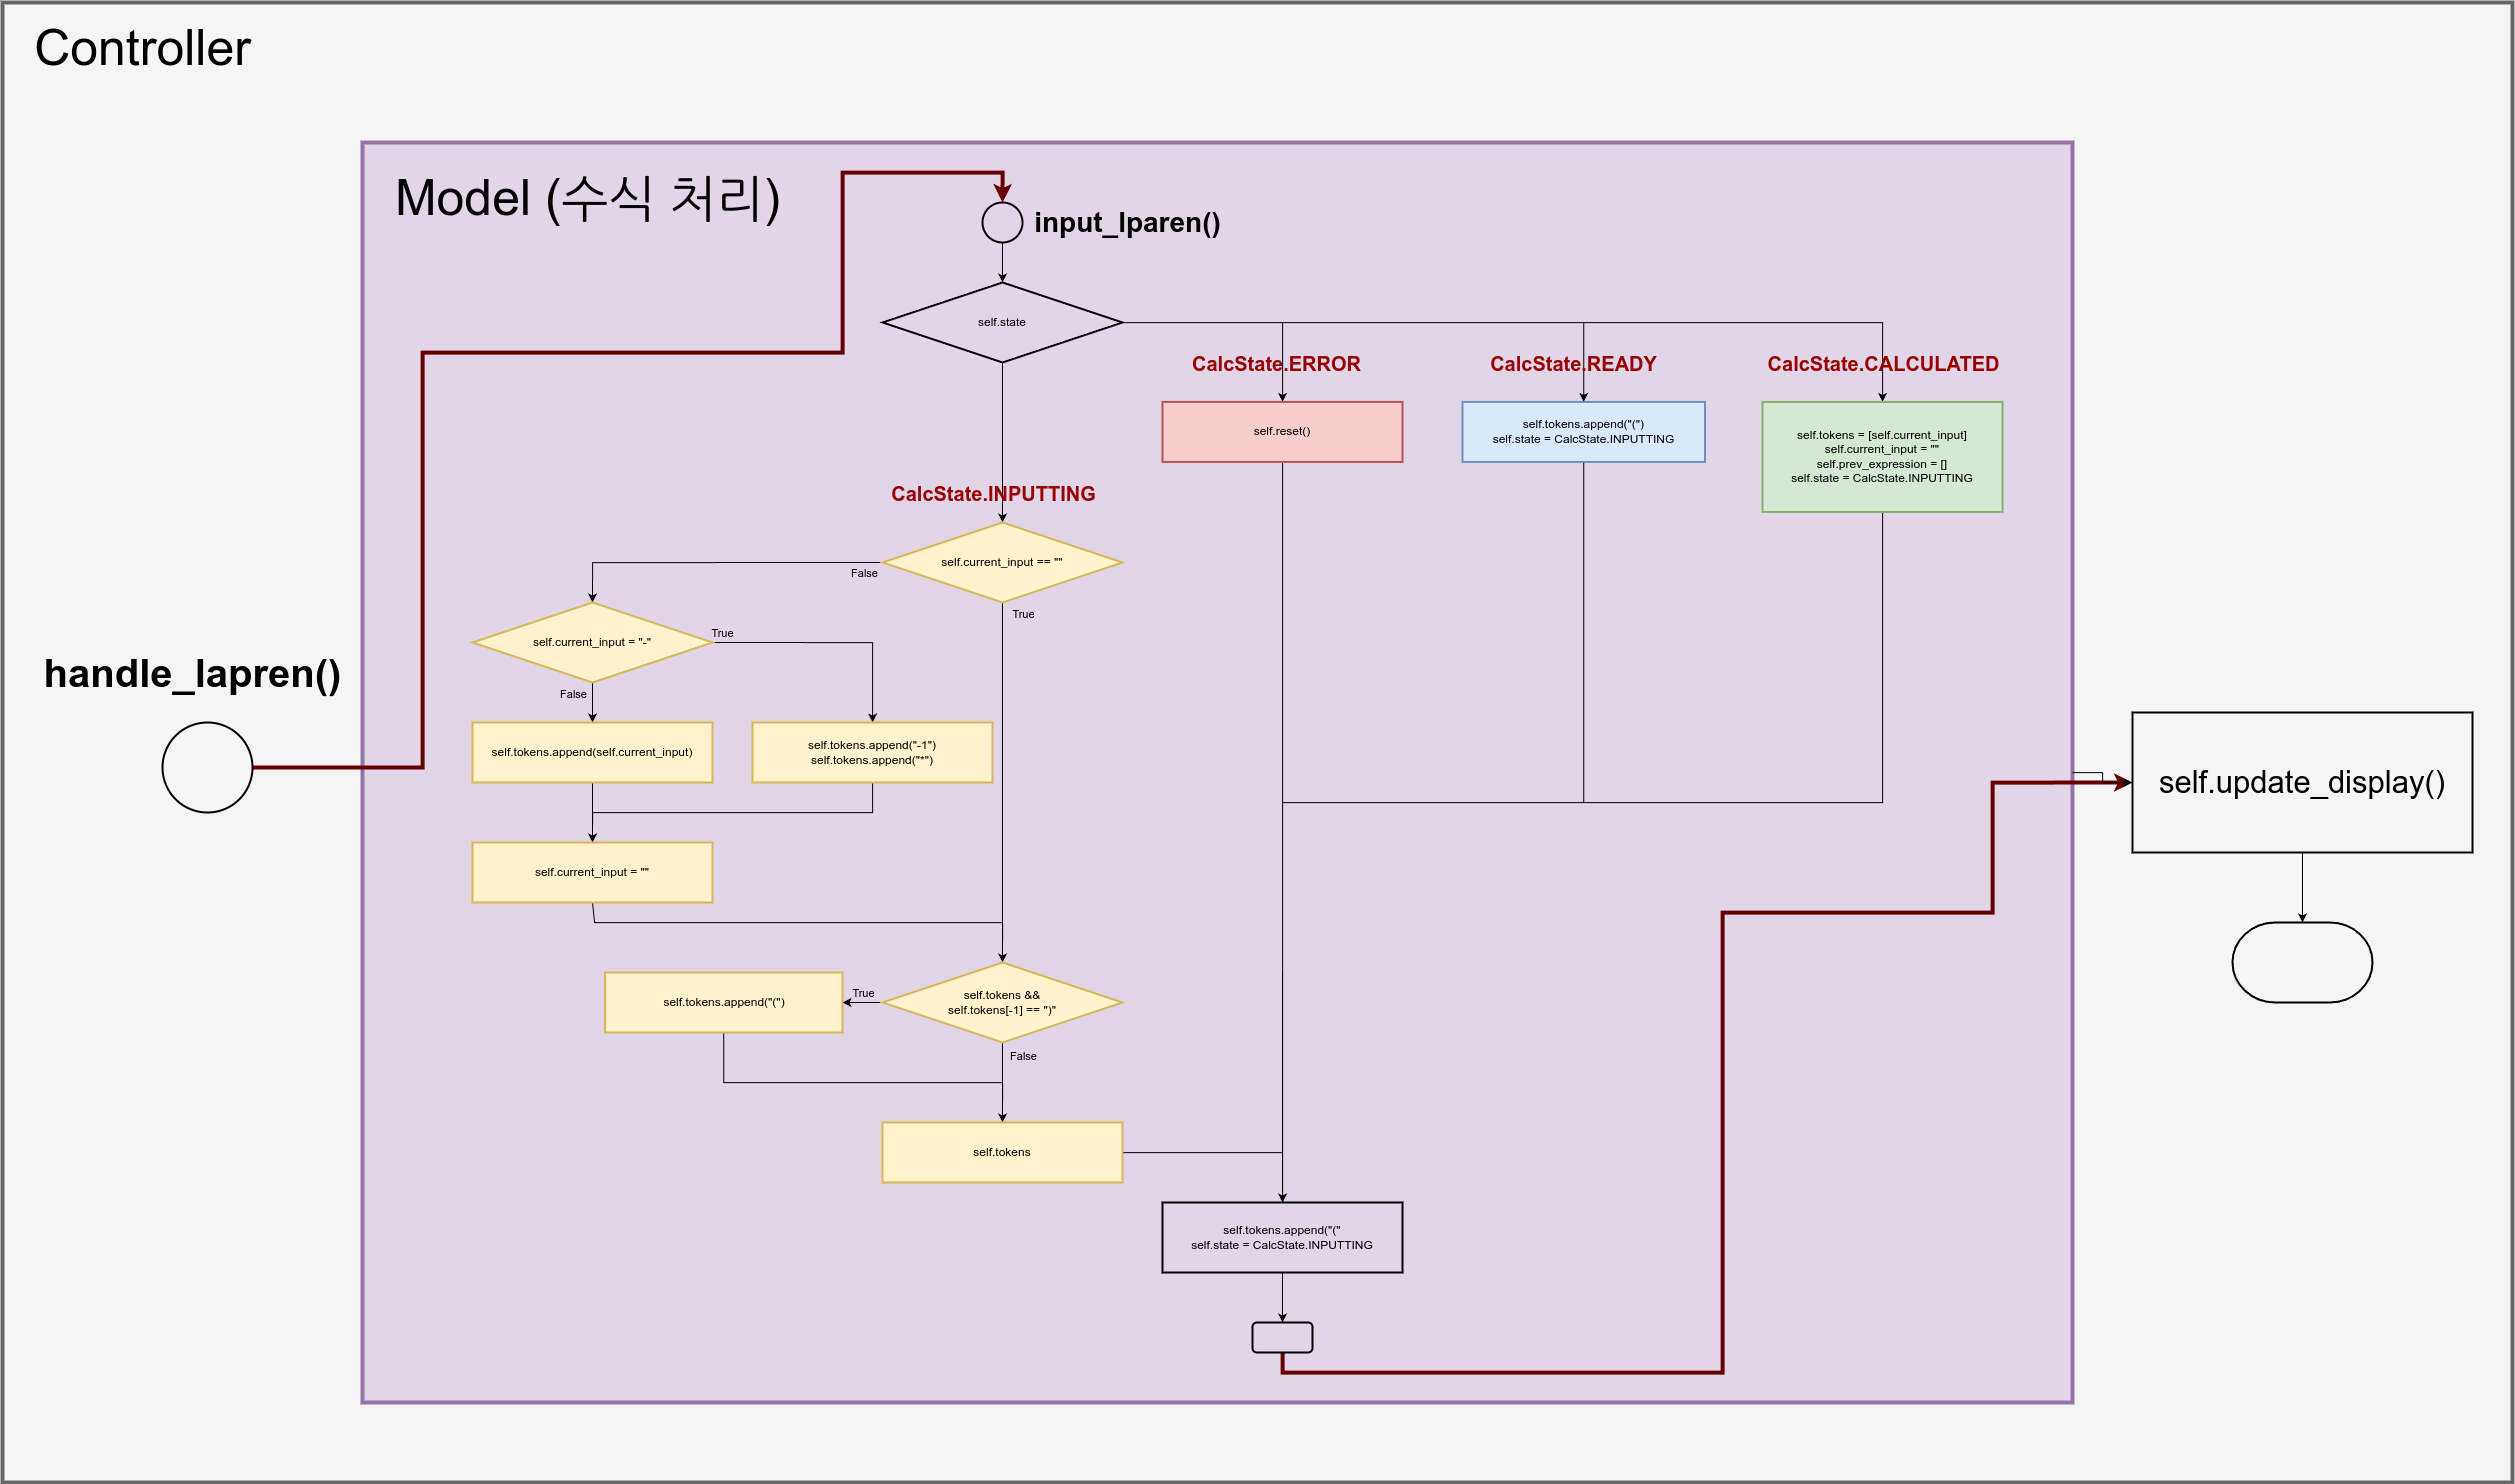 Controller
Model (수식 처리)
input_lparen()
self.state
CalcState.ERROR
CalcState.READY
CalcState.CALCULATED
self.reset()
self.tokens.append("(")
self.state = CalcState.INPUTTING
self.tokens = [self.current_input]
self.current_input = ""
self.prev_expression = []
self.state = CalcState.INPUTTING
CalcState.INPUTTING
self.current_input == ""
False
True
self.current_input = "-"
True
False
handle_lapren()
self.tokens.append(self.current_input)
self.tokens.append("-1")
self.tokens.append("*")
self.update_display()
self.current_input = ""
self.tokens.append("(")
True
self.tokens &&
self.tokens[-1] == ")"
False
self.tokens
self.tokens.append("("
self.state = CalcState.INPUTTING